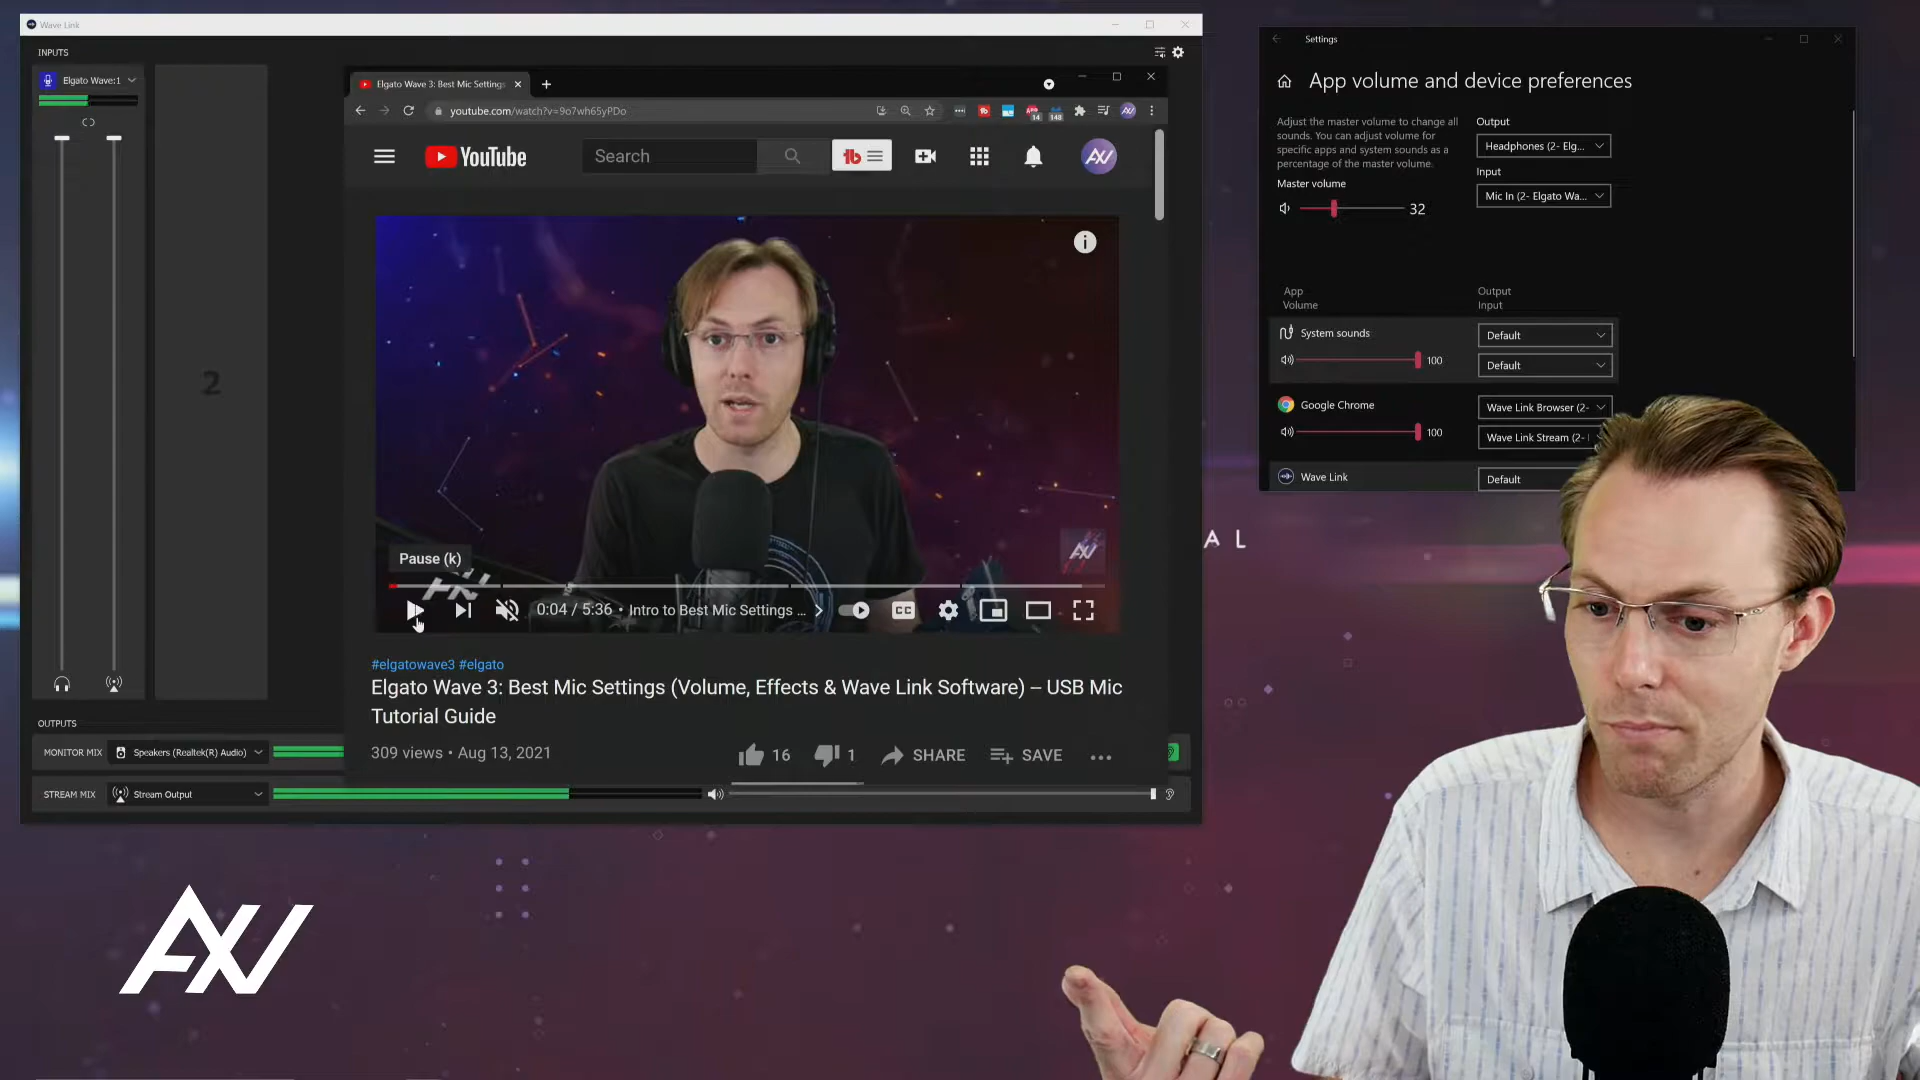 Wave Link
INPUTS
Elgato Wave:1
2
OUTPUTS
MONITOR MIX
Speakers (Realtek(R) Audio)
STREAM MIX
Stream Output
Elgato Wave 3: Best Mic Settings
youtube.com/watch?v=9o7wh65yPDo
14
148
YouTube
Search
Pause (k)
0:04 / 5:36 • Intro to Best Mic Settings ...
CC
#elgatowave3 #elgato
Elgato Wave 3: Best Mic Settings (Volume, Effects & Wave Link Software) – USB Mic
Tutorial Guide
309 views • Aug 13, 2021
16
1
SHARE
SAVE
Settings
App volume and device preferences
Adjust the master volume to change all
sounds. You can adjust volume for
specific apps and system sounds as a
percentage of the master volume.
Master volume
32
Output
Headphones (2- Elg...
Input
Mic In (2- Elgato Wa...
App
Volume
Output
Input
System sounds
100
Default
Default
Google Chrome
100
Wave Link Browser (2-
Wave Link Stream (2-
Wave Link
Default
A L